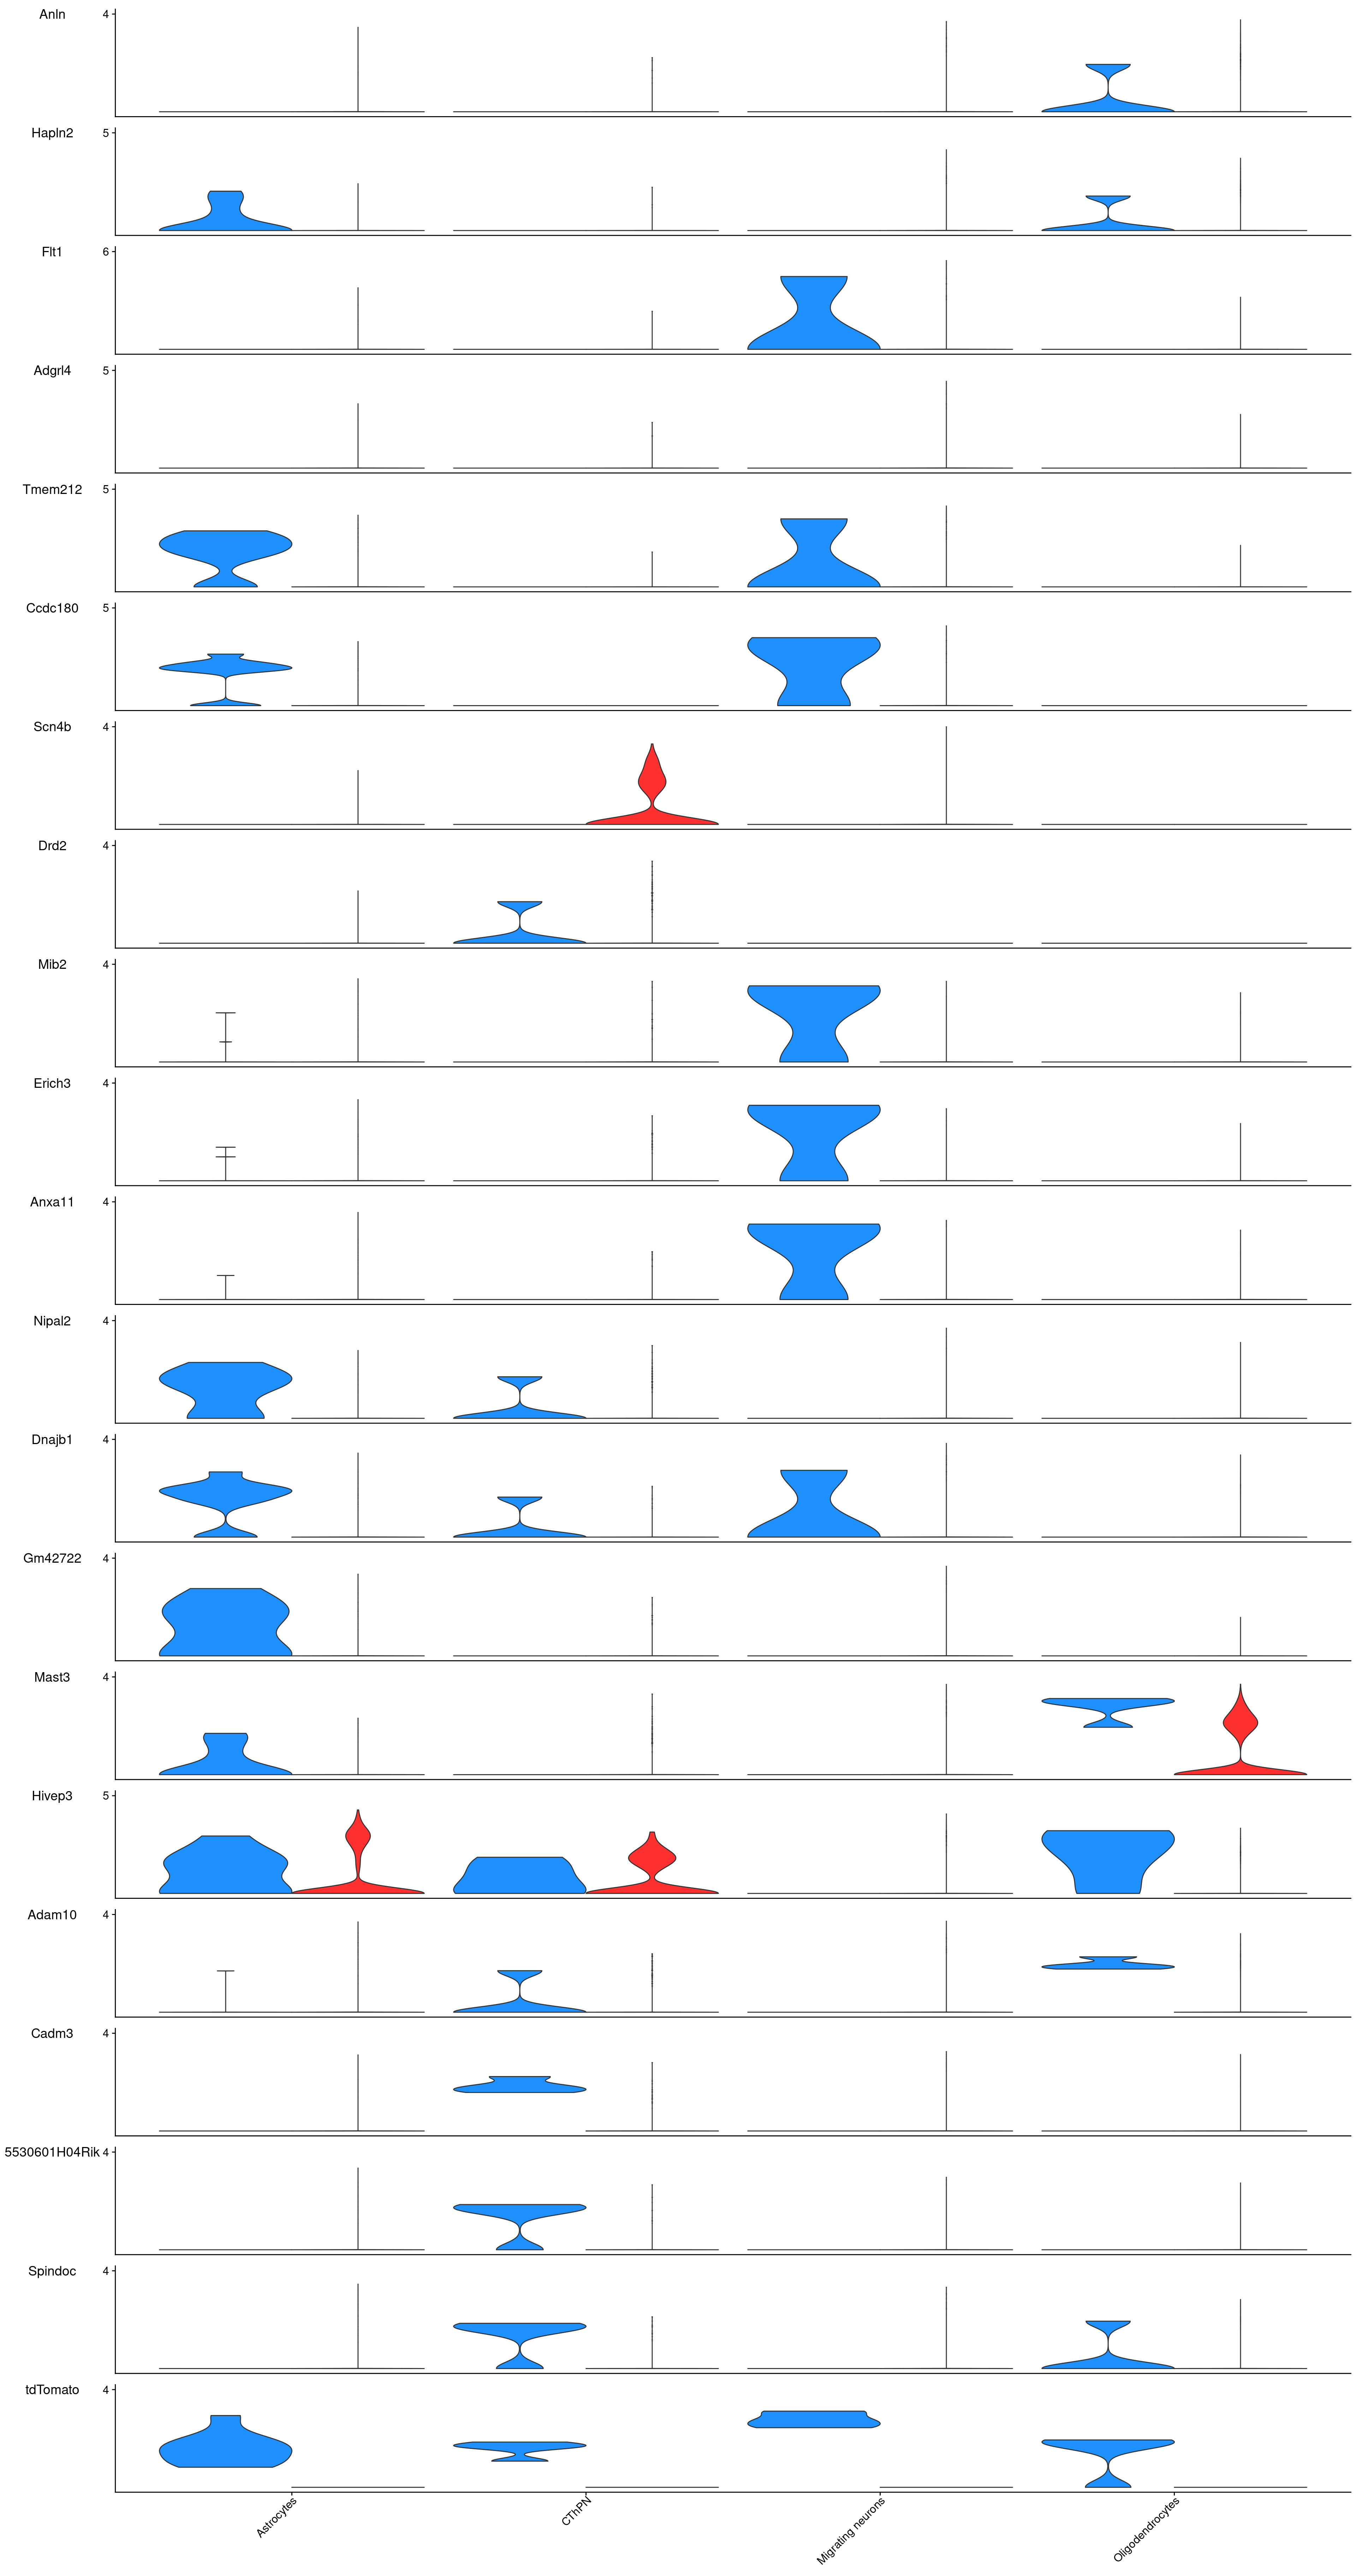 Anln 4
Hapln2 5
Flt1 6
Adgrl4 5
Tmem212 5
Ccdc180 5
Scn4b 4
Drd2 4
Mib2 4
Erich3 4
Anxa11 4
Nipal2 4
Dnajb1 4
Gm42722 4
Mast3 4
Hivep3 5
Adam10 4
Cadm3 4
5530601H04Rik 4
Spindoc 4
tdTomato 4
Astrocytes CThPN Migrating neurons Oligodendrocytes